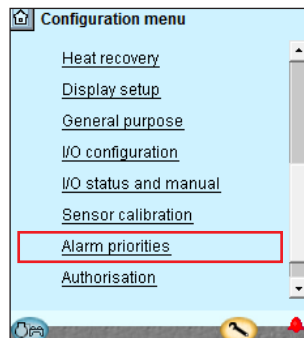 Configuration menu
Heat recovery
Display setup
General purpose
I/O configuration
I/O status and manual
Sensor calibration
Alarm priorities
Authorisation